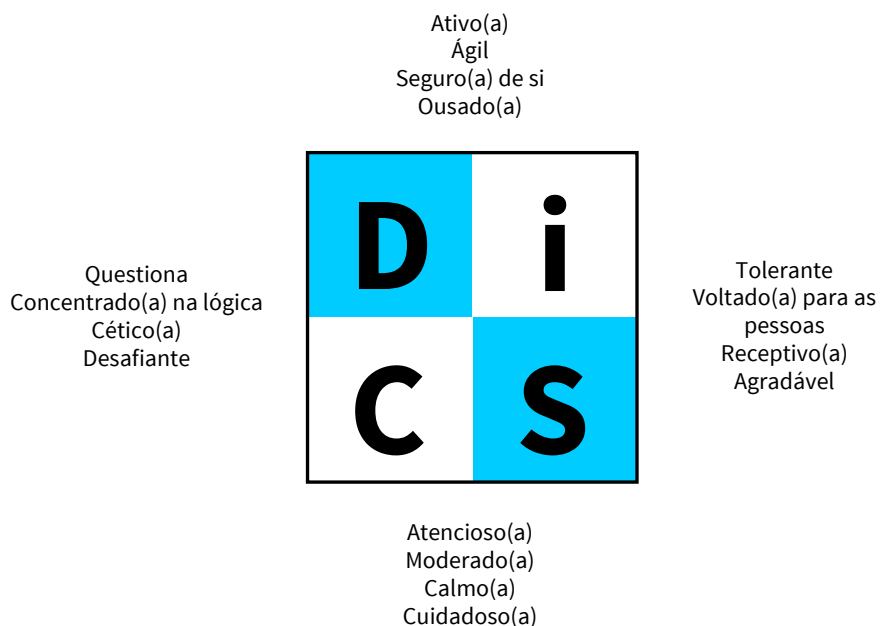 Ativo(a)
Ágil
Seguro(a) de si
Ousado(a)
D i
Questiona
Concentrado(a) na lógica
Cético(a)
Desafiante
Tolerante
Voltado(a) para as
pessoas
Receptivo(a)
Agradável
C S
Atencioso(a)
Moderado(a)
Calmo(a)
Cuidadoso(a)